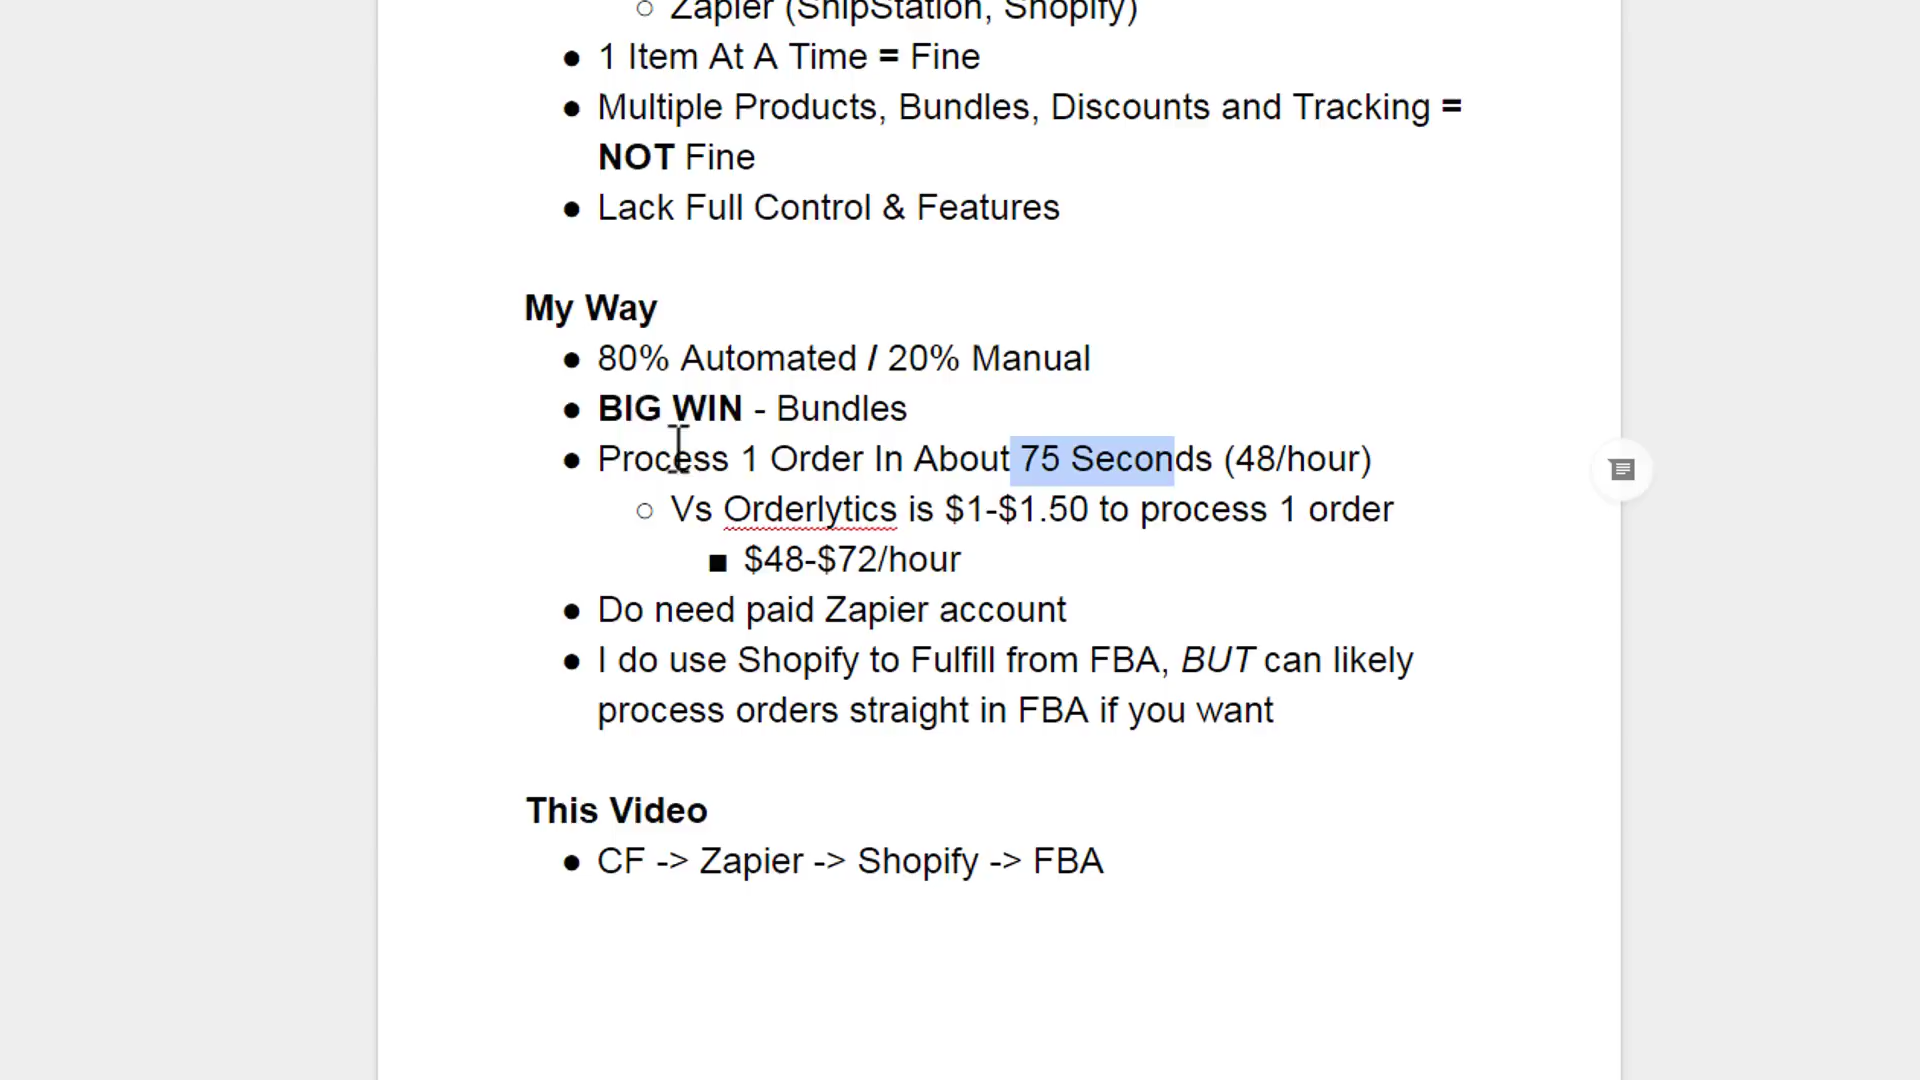 ○ Zapier (ShipStation, Shopify)
● 1 Item At A Time = Fine
● Multiple Products, Bundles, Discounts and Tracking =
NOT Fine
● Lack Full Control & Features
My Way
● 80% Automated / 20% Manual
● BIG WIN - Bundles
● Process 1 Order In About 75 Seconds (48/hour)
○ Vs Orderlytics is $1-$1.50 to process 1 order
■ $48-$72/hour
● Do need paid Zapier account
● I do use Shopify to Fulfill from FBA, BUT can likely
process orders straight in FBA if you want
This Video
● CF -> Zapier -> Shopify -> FBA